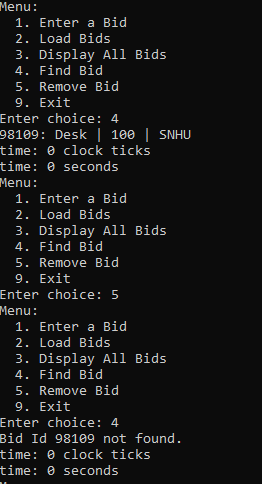 Menu:
  1. Enter a Bid
  2. Load Bids
  3. Display All Bids
  4. Find Bid
  5. Remove Bid
  9. Exit
Enter choice: 4
98109: Desk | 100 | SNHU
time: 0 clock ticks
time: 0 seconds
Menu:
  1. Enter a Bid
  2. Load Bids
  3. Display All Bids
  4. Find Bid
  5. Remove Bid
  9. Exit
Enter choice: 5
Menu:
  1. Enter a Bid
  2. Load Bids
  3. Display All Bids
  4. Find Bid
  5. Remove Bid
  9. Exit
Enter choice: 4
Bid Id 98109 not found.
time: 0 clock ticks
time: 0 seconds